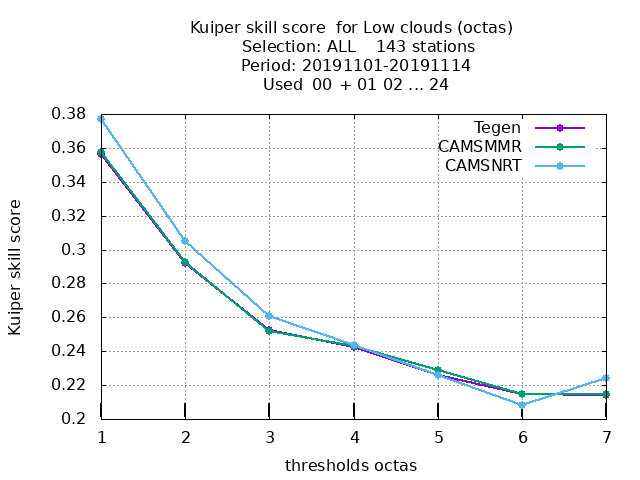 Kuiper skill score  for Low clouds (octas)
Selection: ALL    143 stations
Period: 20191101-20191114
Used  00 + 01 02 ... 24
Kuiper skill score
0.38
0.36
0.34
0.32
0.3
0.28
0.26
0.24
0.22
0.2
Tegen
CAMSMMR
CAMSNRT
1 2 3 4 5 6 7
thresholds octas